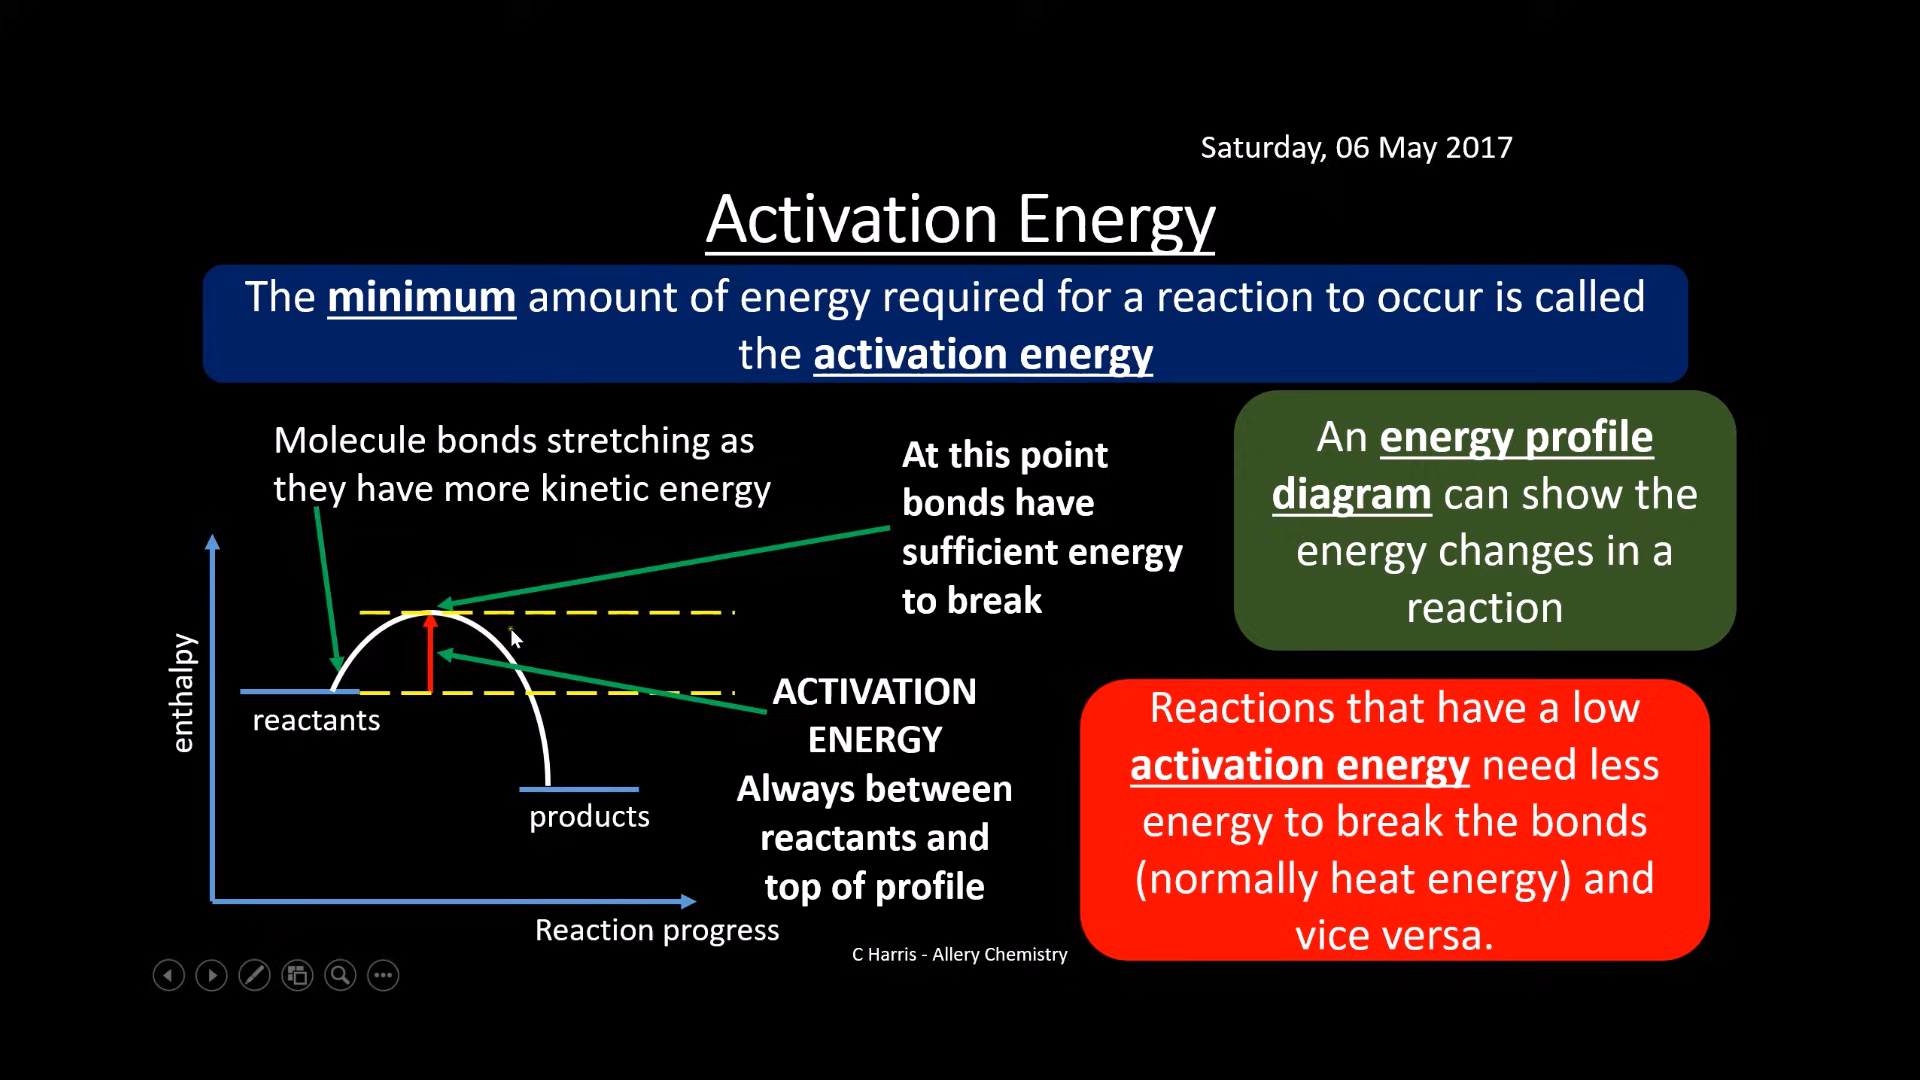 Saturday, 06 May 2017
Activation Energy
The minimum amount of energy required for a reaction to occur is called
the activation energy
Molecule bonds stretching as
they have more kinetic energy
At this point
bonds have
sufficient energy
to break
An energy profile
diagram can show the
energy changes in a
reaction
enthalpy
reactants
products
Reaction progress
ACTIVATION
ENERGY
Always between
reactants and
top of profile
Reactions that have a low
activation energy need less
energy to break the bonds
(normally heat energy) and
vice versa.
C Harris - Allery Chemistry